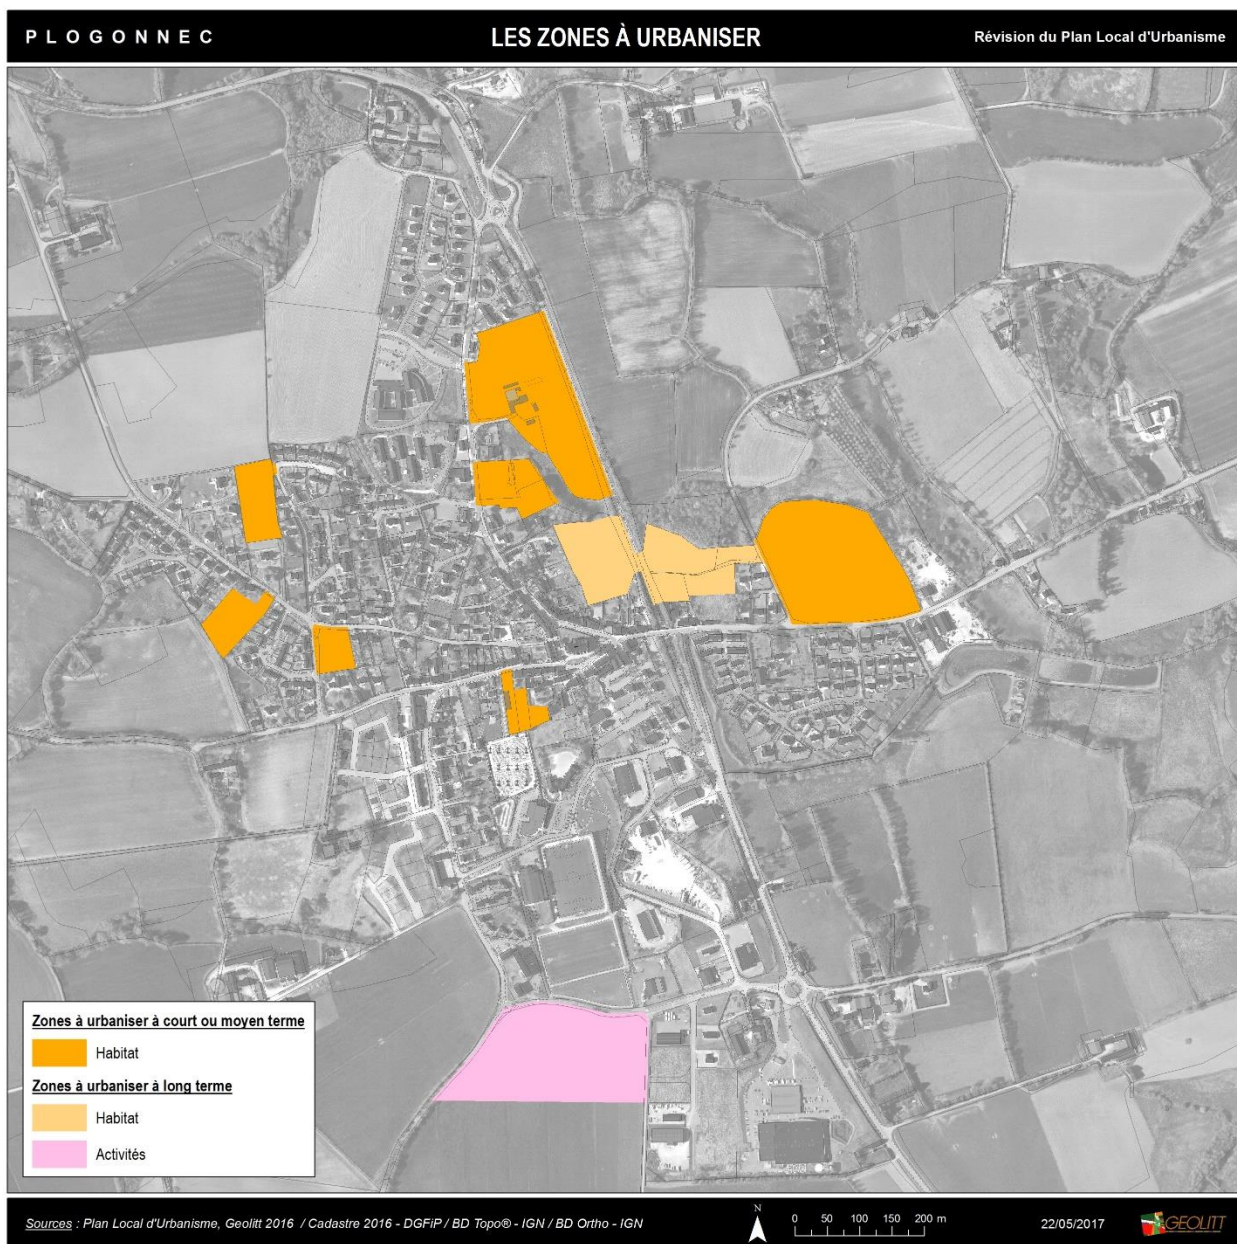 PLOGONNEC
LES ZONES À URBANISER
Révision du Plan Local d'Urbanisme
Zones à urbaniser à court ou moyen terme
Habitat
Zones à urbaniser à long terme
Habitat
Activités
Sources : Plan Local d'Urbanisme, Geolitt 2016 / Cadastre 2016 - DGFiP / BD Topo® - IGN / BD Ortho - IGN
N
0 50 100 150 200 m
22/05/2017
GEOLITT